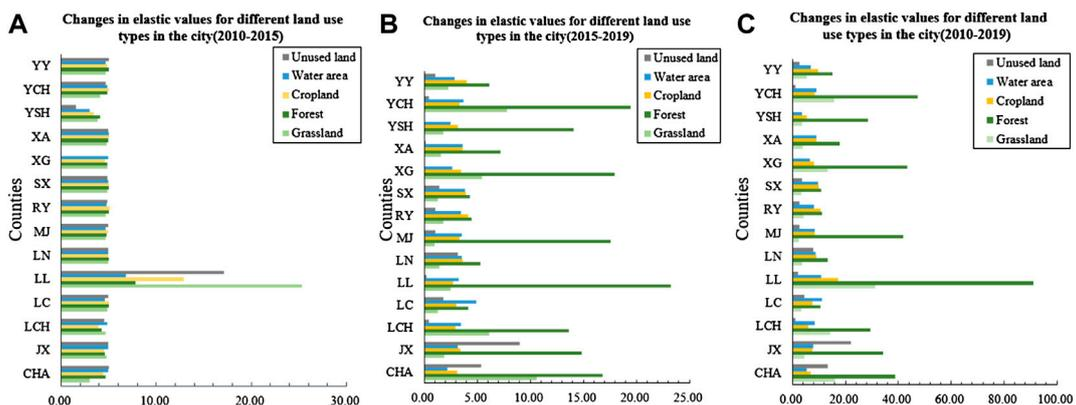 A
Changes in elastic values for different land use
types in the city(2010-2015)
Unused land
Water area
Cropland
Forest
Grassland
Counties
YY
YCH
YSH
XA
XG
SX
RY
MJ
LN
LL
LC
LCH
JX
CHA
0.00 10.00 20.00 30.00
B
Changes in elastic values for different land use
types in the city(2015-2019)
Unused land
Water area
Cropland
Forest
Grassland
Counties
YY
YCH
YSH
XA
XG
SX
RY
MJ
LN
LL
LC
LCH
JX
CHA
0.00 5.00 10.00 15.00 20.00 25.00
C
Changes in elastic values for different land
use types in the city(2010-2019)
Unused land
Water area
Cropland
Forest
Grassland
Counties
YY
YCH
YSH
XA
XG
SX
RY
MJ
LN
LL
LC
LCH
JX
CHA
0.00 20.00 40.00 60.00 80.00 100.00